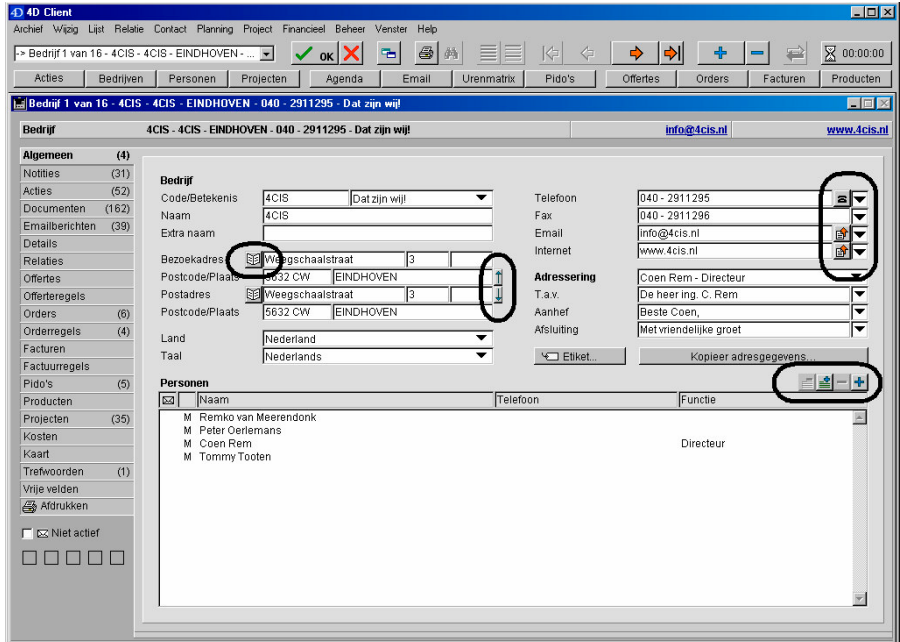 4D Client
Archief Wijzig Lijst Relatie Contact Planning Project Financieel Beheer Venster Help
-> Bedrijf 1 van 16 - 4CIS - 4CIS - EINDHOVEN - ... OK 00:00:00
Acties Bedrijven Personen Projecten Agenda Email Urenmatrix Pido's Offertes Orders Facturen Producten
Bedrijf 1 van 16 - 4CIS - 4CIS - EINDHOVEN - 040 - 2911295 - Dat zijn wij!
Bedrijf 4CIS - 4CIS - EINDHOVEN - 040 - 2911295 - Dat zijn wij! info@4cis.nl www.4cis.nl
Algemeen (4)
Notities (31)
Acties (52)
Documenten (162)
Emailberichten (39)
Details
Relaties
Offertes
Offerteregels
Orders (6)
Orderregels (4)
Facturen
Factuurregels
Pido's (5)
Producten
Projecten (35)
Kosten
Kaart
Trefwoorden (1)
Vrije velden
Afdrukken
Niet actief
Bedrijf
Code/Betekenis 4CIS Dat zijn wij!
Naam 4CIS
Extra naam
Bezoekadres Weegschaalstraat 3
Postcode/Plaats 5632 CW EINDHOVEN
Postadres Weegschaalstraat 3
Postcode/Plaats 5632 CW EINDHOVEN
Land Nederland
Taal Nederlands
Telefoon 040 - 2911295
Fax 040 - 2911296
Email info@4cis.nl
Internet www.4cis.nl
Adressering Coen Rem - Directeur
T.a.v. De heer ing. C. Rem
Aanhef Beste Coen,
Afsluiting Met vriendelijke groet
Etiket... Kopieer adresgegevens...
Personen
Naam Telefoon Functie
M Remko van Meerendonk
M Peter Oerlemans
M Coen Rem Directeur
M Tommy Tooten